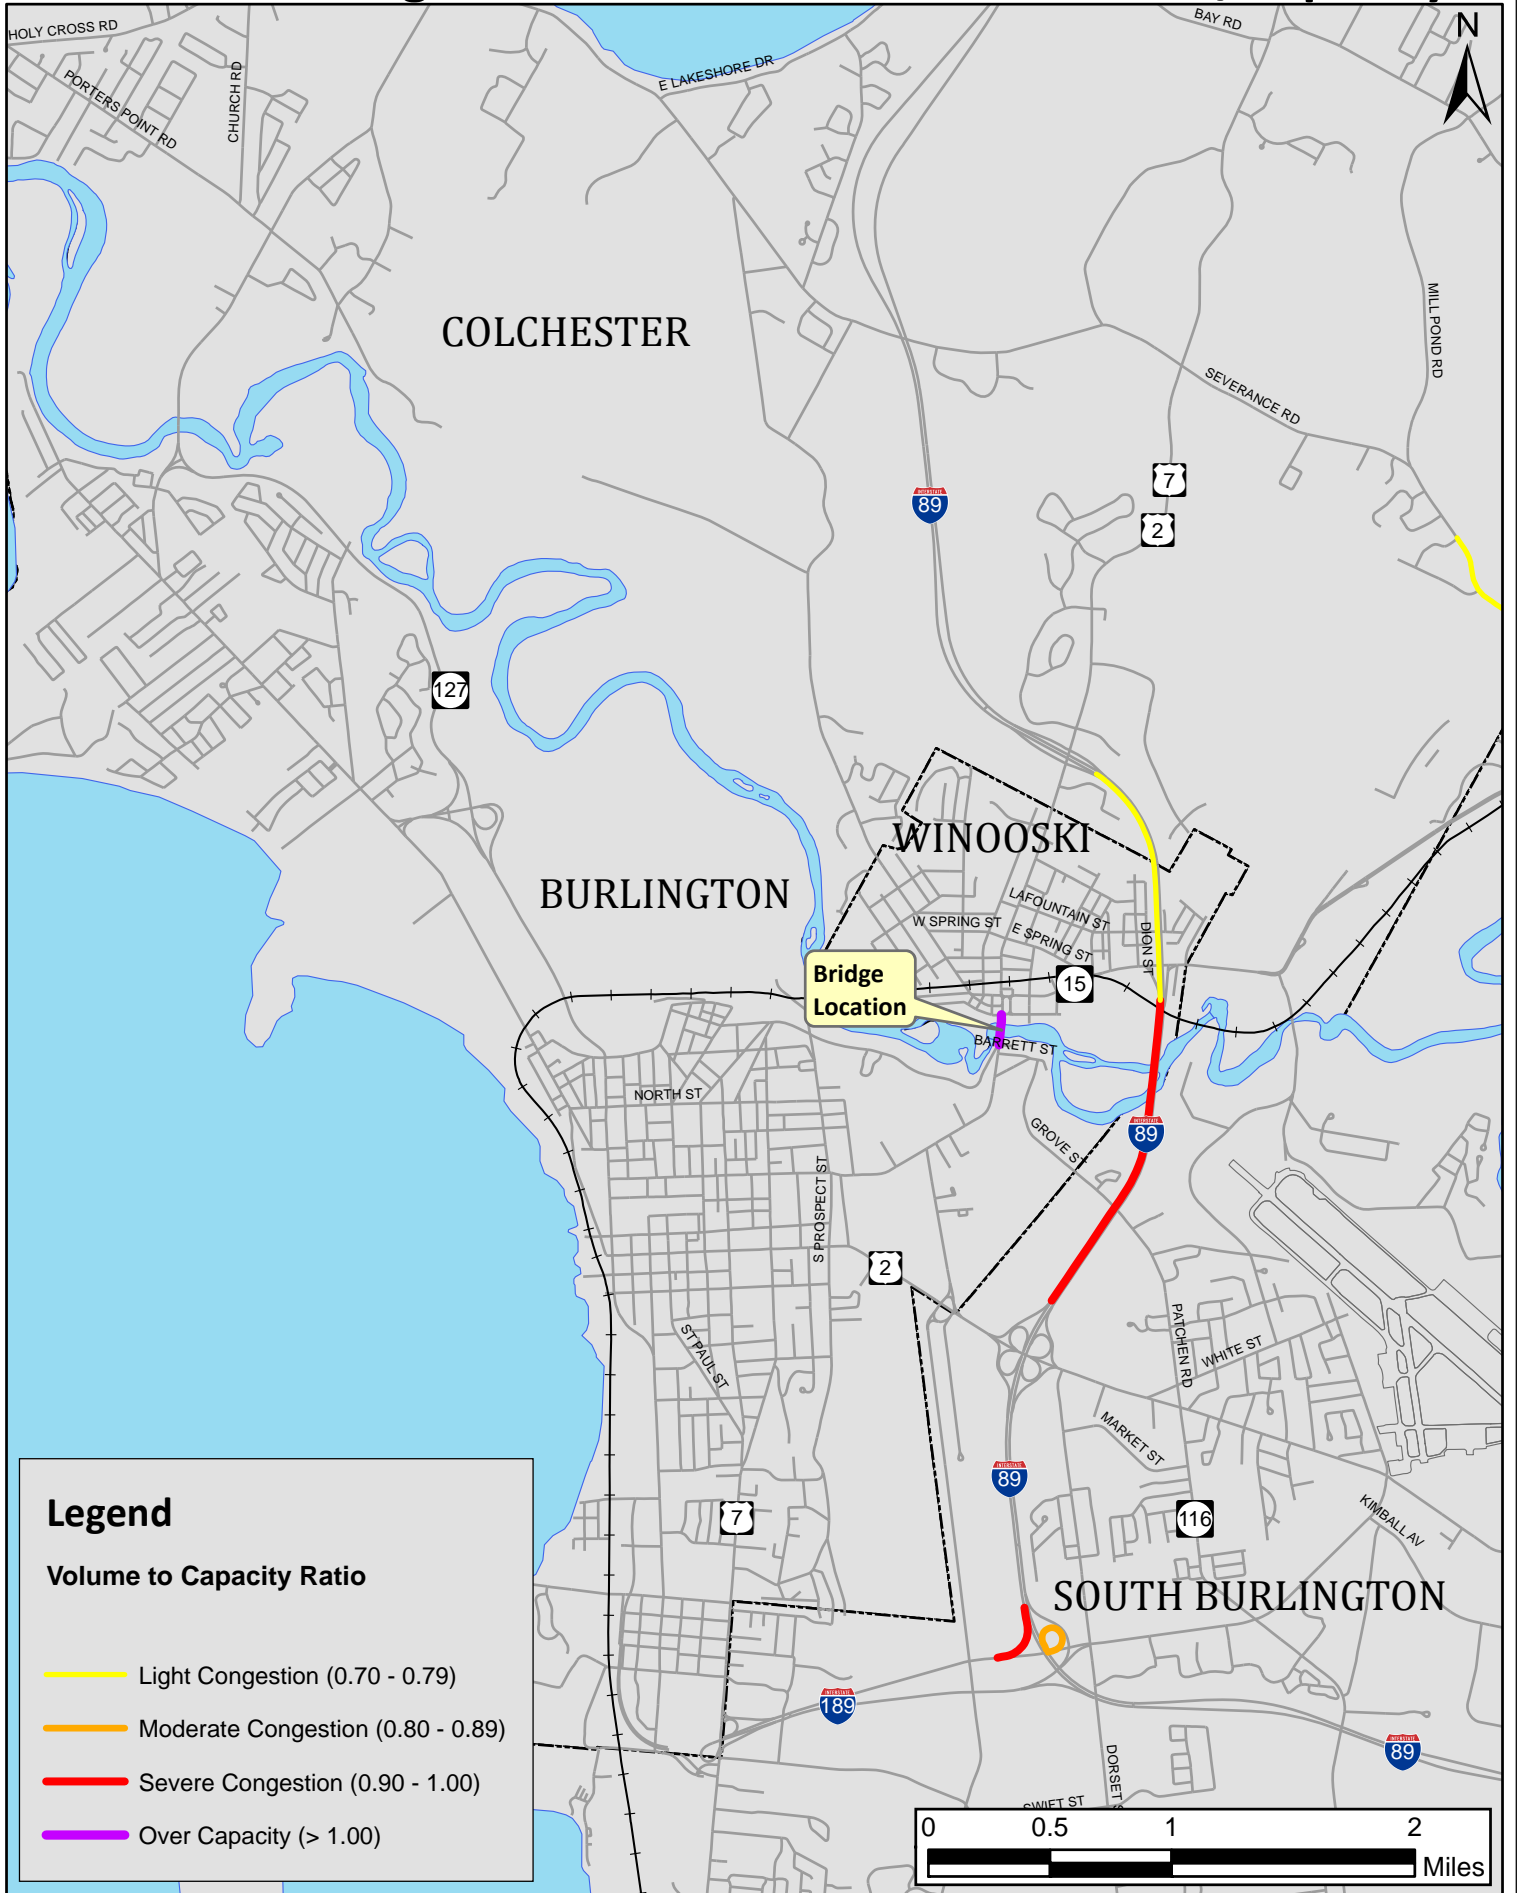 HOLY CROSS RD
BAY RD
N
E LAKESHORE DR
PORTERS POINT RD
CHURCH RD
COLCHESTER
MILL POND RD
SEVERANCE RD
7
INTERSTATE
89
2
127
WINOOSKI
BURLINGTON
LAFOUNTAIN ST
W SPRING ST
E SPRING ST
DION ST
Bridge
Location
15
BARRETT ST
NORTH ST
GROVE ST
INTERSTATE
89
S PROSPECT ST
2
PATCHEN RD
WHITE ST
ST PAUL ST
MARKET ST
INTERSTATE
89
7
116
KIMBALL AV
SOUTH BURLINGTON
INTERSTATE
189
INTERSTATE
89
DORSET S
SWIFT ST
Legend
Volume to Capacity Ratio
Light Congestion (0.70 - 0.79)
Moderate Congestion (0.80 - 0.89)
Severe Congestion (0.90 - 1.00)
Over Capacity (> 1.00)
0 0.5 1 2
Miles